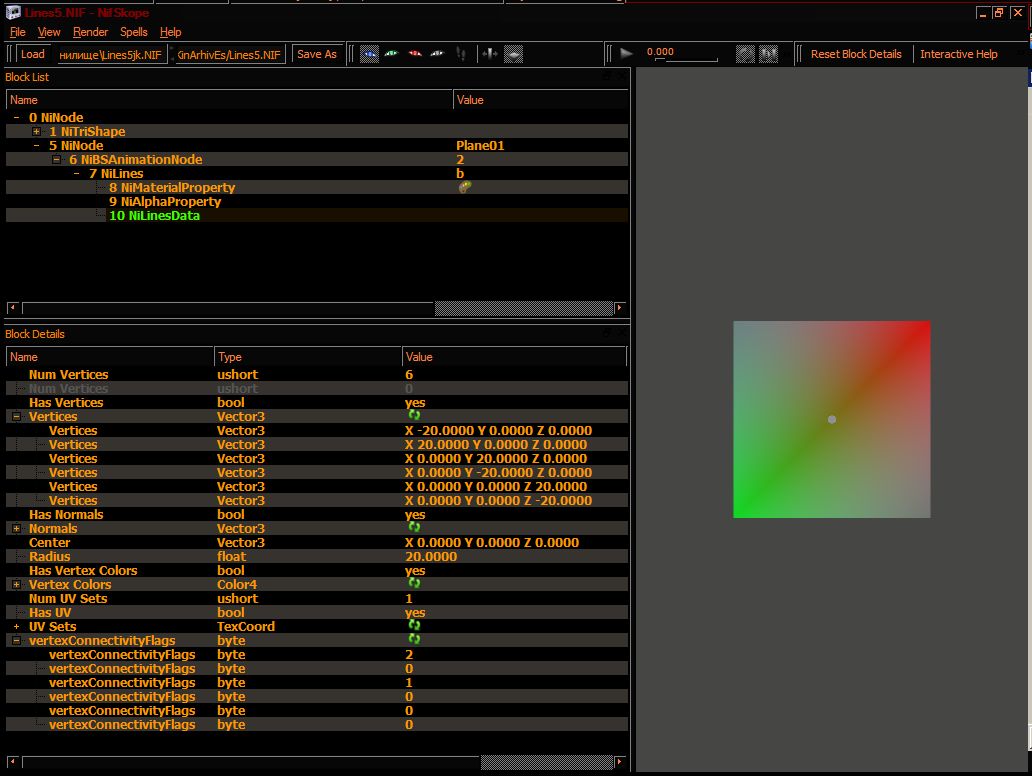 Lines5.NIF - NifSkope
File View Render Spells Help
Load нилище\Lines5jk.NIF \inArhivEs/Lines5.NIF Save As 0.000 Reset Block Details Interactive Help
Block List
Name Value
0 NiNode
1 NiTriShape
5 NiNode Plane01
6 NiBSAnimationNode 2
7 NiLines b
8 NiMaterialProperty
9 NiAlphaProperty
10 NiLinesData
Block Details
Name Type Value
Num Vertices ushort 6
Num Vertices ushort 0
Has Vertices bool yes
Vertices Vector3
Vertices Vector3 X -20.0000 Y 0.0000 Z 0.0000
Vertices Vector3 X 20.0000 Y 0.0000 Z 0.0000
Vertices Vector3 X 0.0000 Y 20.0000 Z 0.0000
Vertices Vector3 X 0.0000 Y -20.0000 Z 0.0000
Vertices Vector3 X 0.0000 Y 0.0000 Z 20.0000
Vertices Vector3 X 0.0000 Y 0.0000 Z -20.0000
Has Normals bool yes
Normals Vector3
Center Vector3 X 0.0000 Y 0.0000 Z 0.0000
Radius float 20.0000
Has Vertex Colors bool yes
Vertex Colors Color4
Num UV Sets ushort 1
Has UV bool yes
UV Sets TexCoord
vertexConnectivityFlags byte
vertexConnectivityFlags byte 2
vertexConnectivityFlags byte 0
vertexConnectivityFlags byte 1
vertexConnectivityFlags byte 0
vertexConnectivityFlags byte 0
vertexConnectivityFlags byte 0